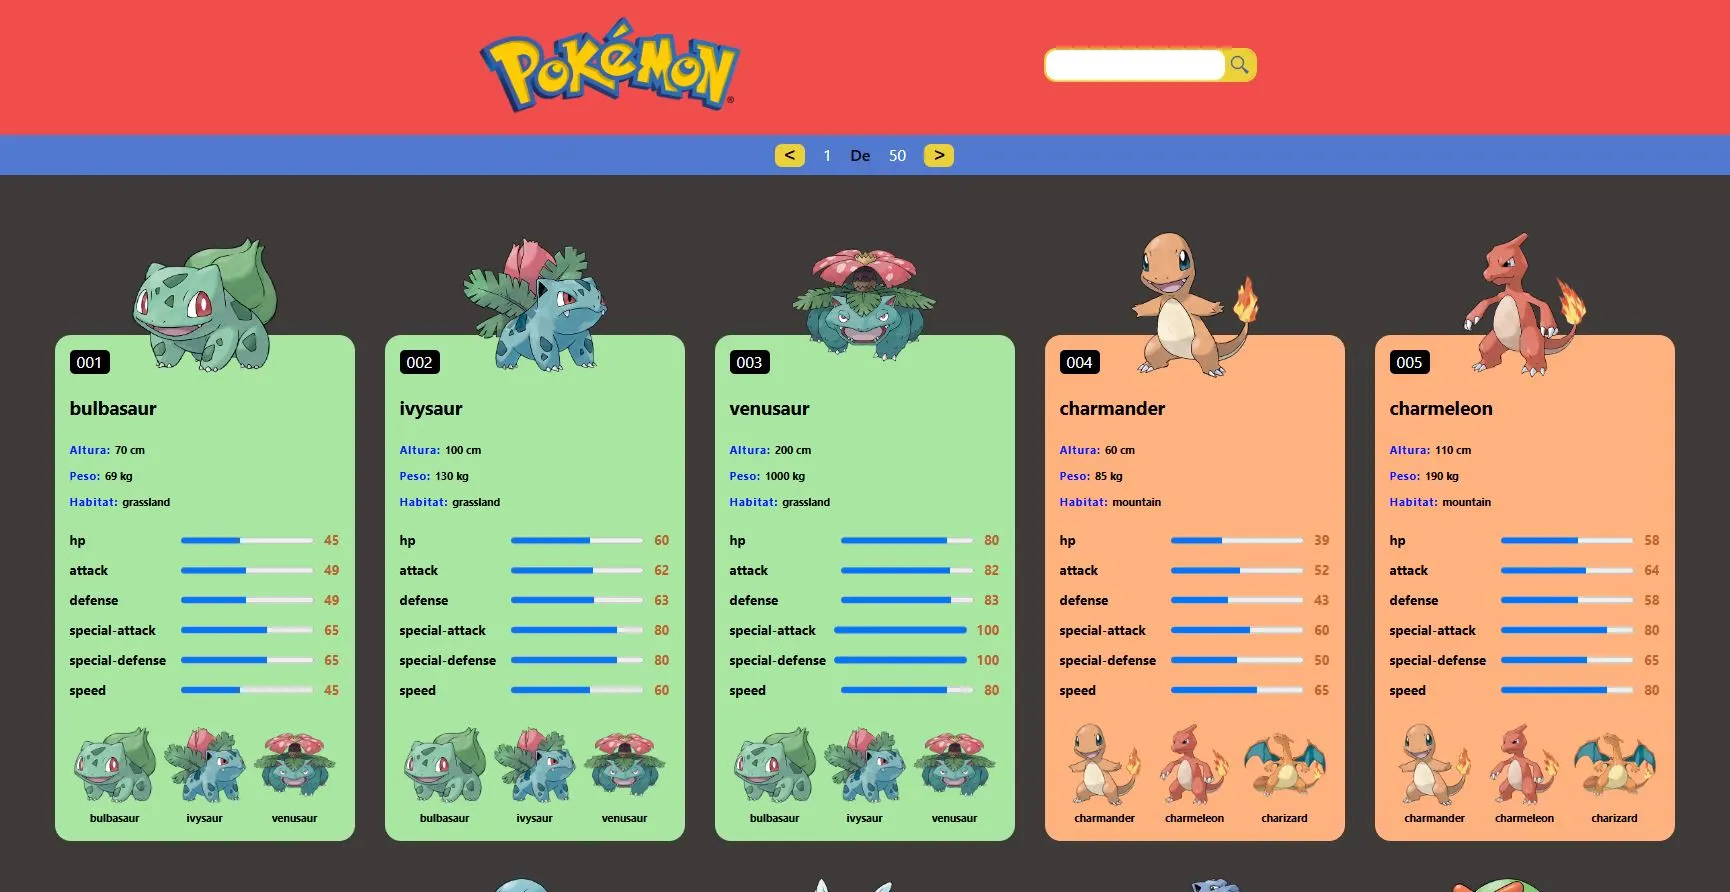 POKéMON®
< 1 De 50 >
001
bulbasaur
Altura: 70 cm
Peso: 69 kg
Habitat: grassland
hp 45
attack 49
defense 49
special-attack 65
special-defense 65
speed 45
bulbasaur ivysaur venusaur
002
ivysaur
Altura: 100 cm
Peso: 130 kg
Habitat: grassland
hp 60
attack 62
defense 63
special-attack 80
special-defense 80
speed 60
bulbasaur ivysaur venusaur
003
venusaur
Altura: 200 cm
Peso: 1000 kg
Habitat: grassland
hp 80
attack 82
defense 83
special-attack 100
special-defense 100
speed 80
bulbasaur ivysaur venusaur
004
charmander
Altura: 60 cm
Peso: 85 kg
Habitat: mountain
hp 39
attack 52
defense 43
special-attack 60
special-defense 50
speed 65
charmander charmeleon charizard
005
charmeleon
Altura: 110 cm
Peso: 190 kg
Habitat: mountain
hp 58
attack 64
defense 58
special-attack 80
special-defense 65
speed 80
charmander charmeleon charizard